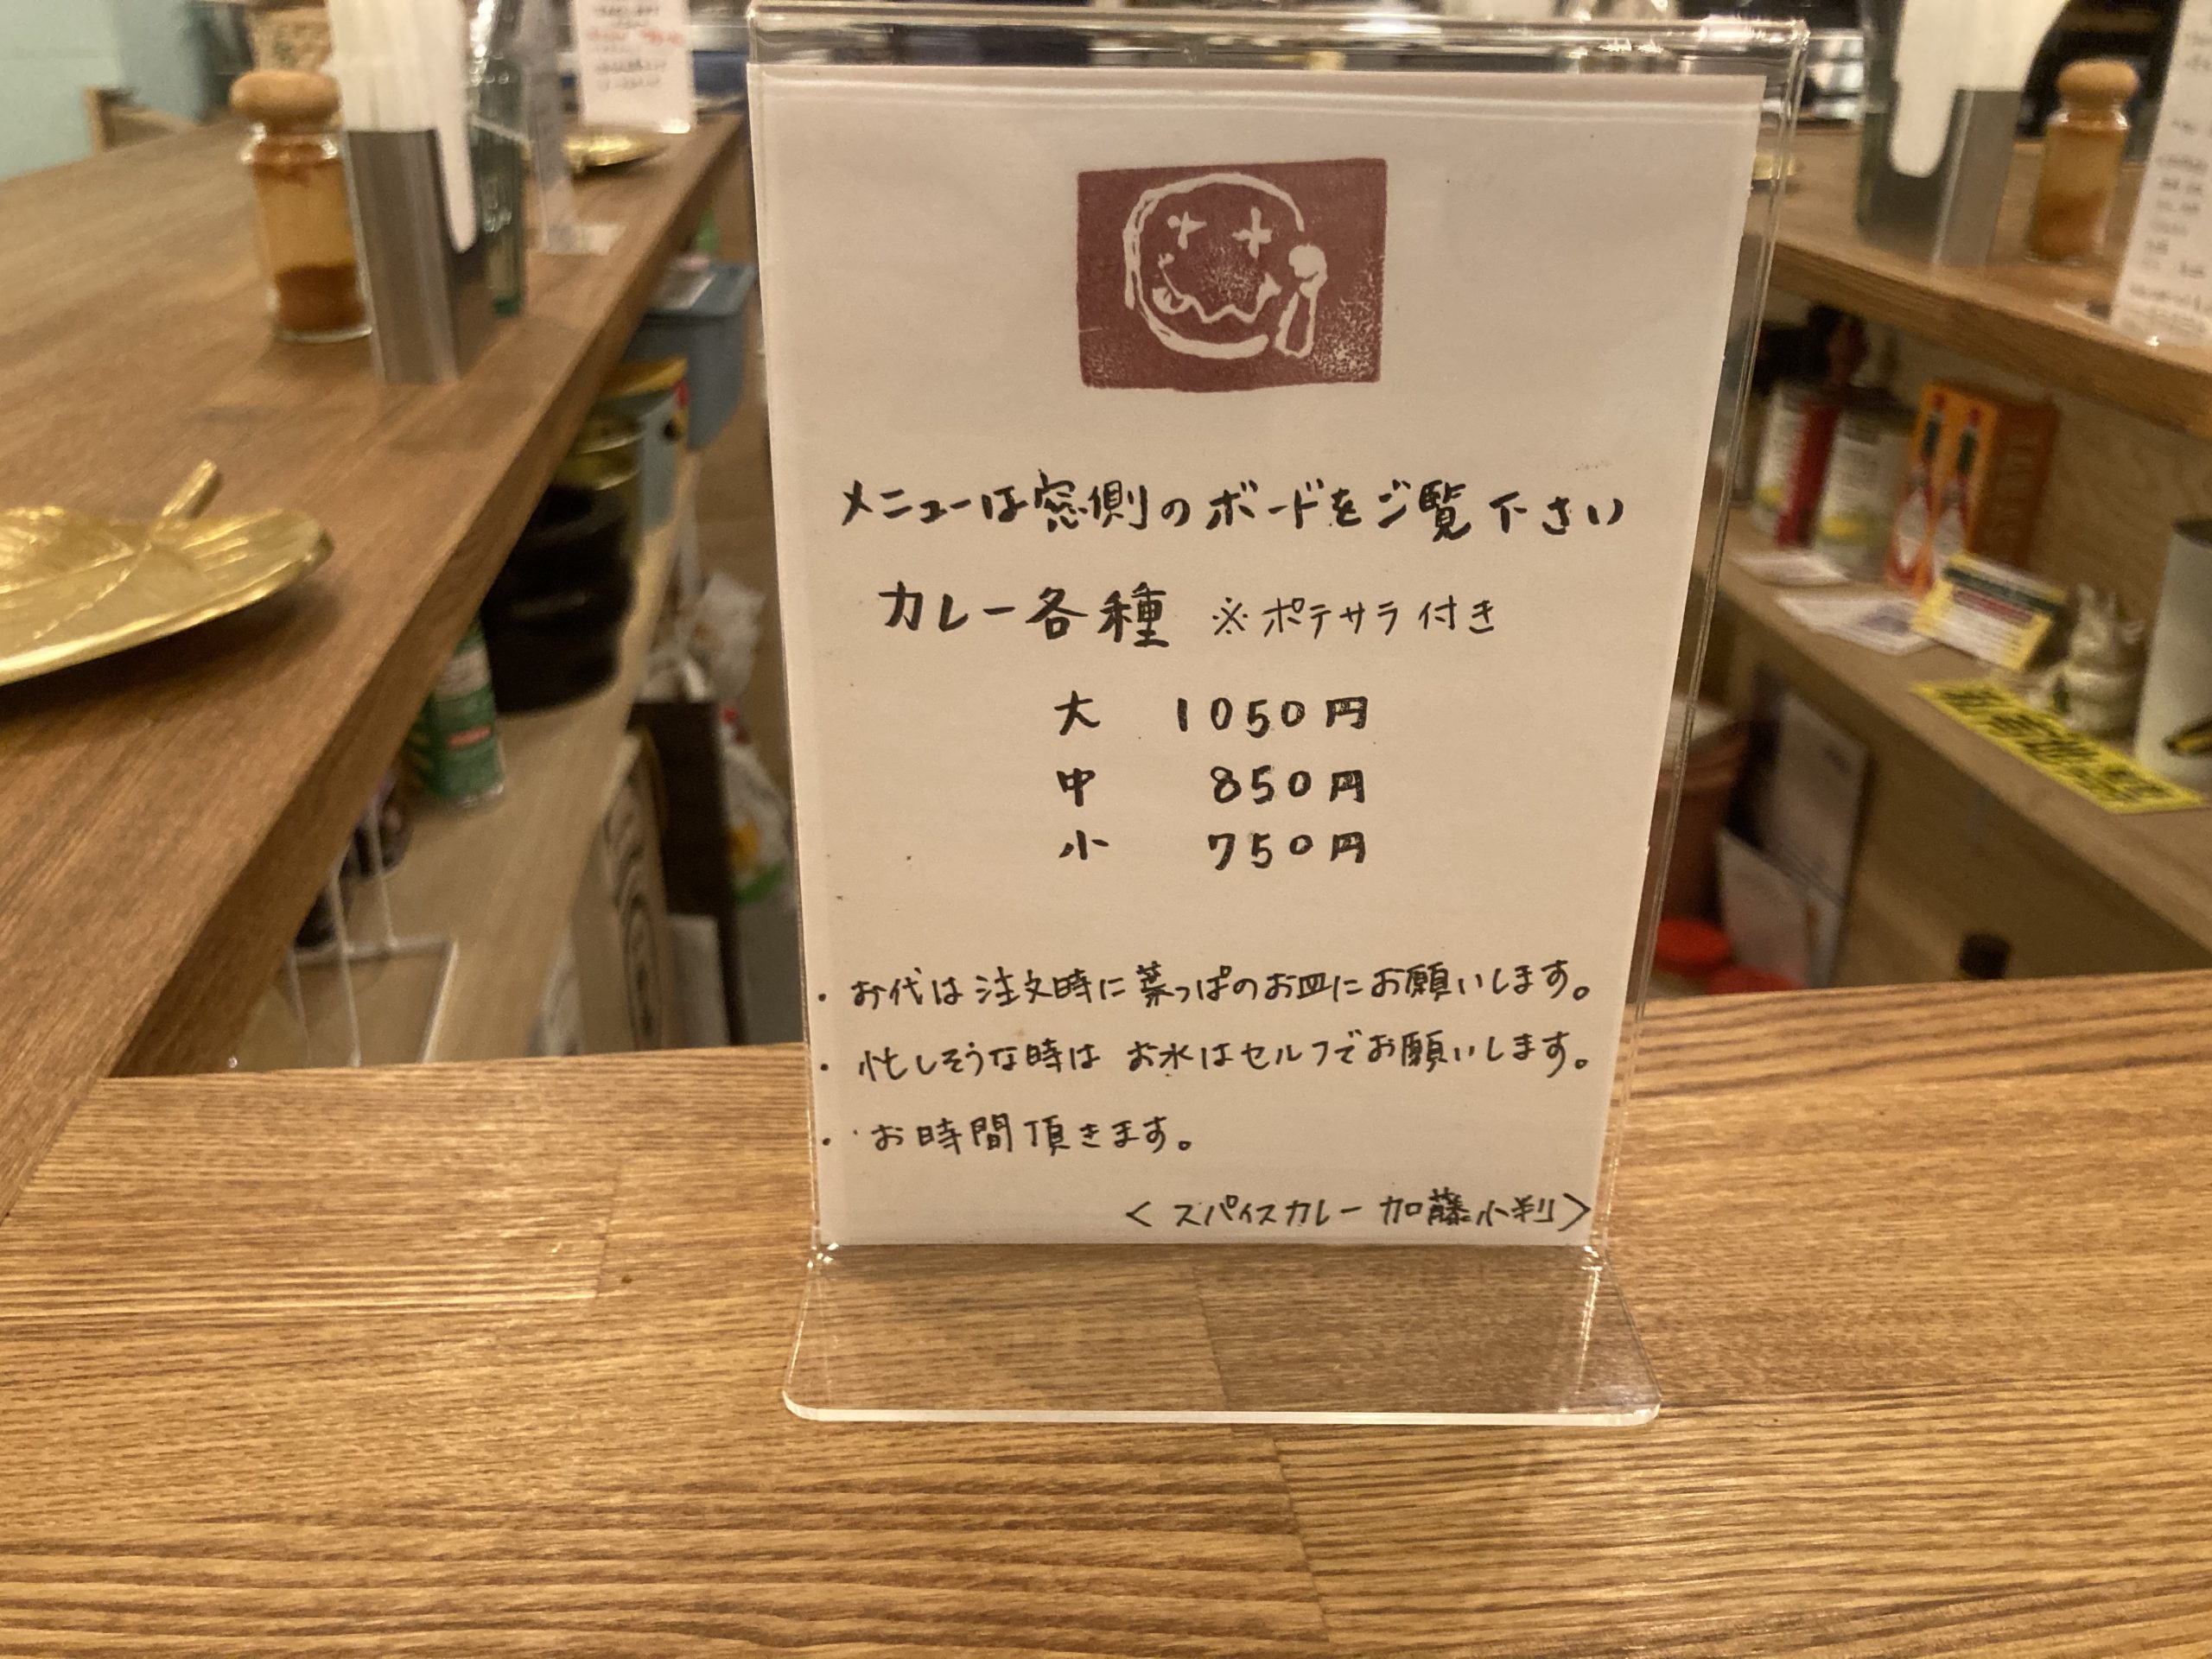 メニューは窓側のボードをご覧下さい
カレー各種 ※ポテサラ付き
大 1050円
中 850円
小 750円
・お代は注文時に葉っぱのお皿にお願いします。
・忙しそうな時は お水はセルフでお願いします。
・お時間頂きます。
<スパイスカレー 加藤小判>